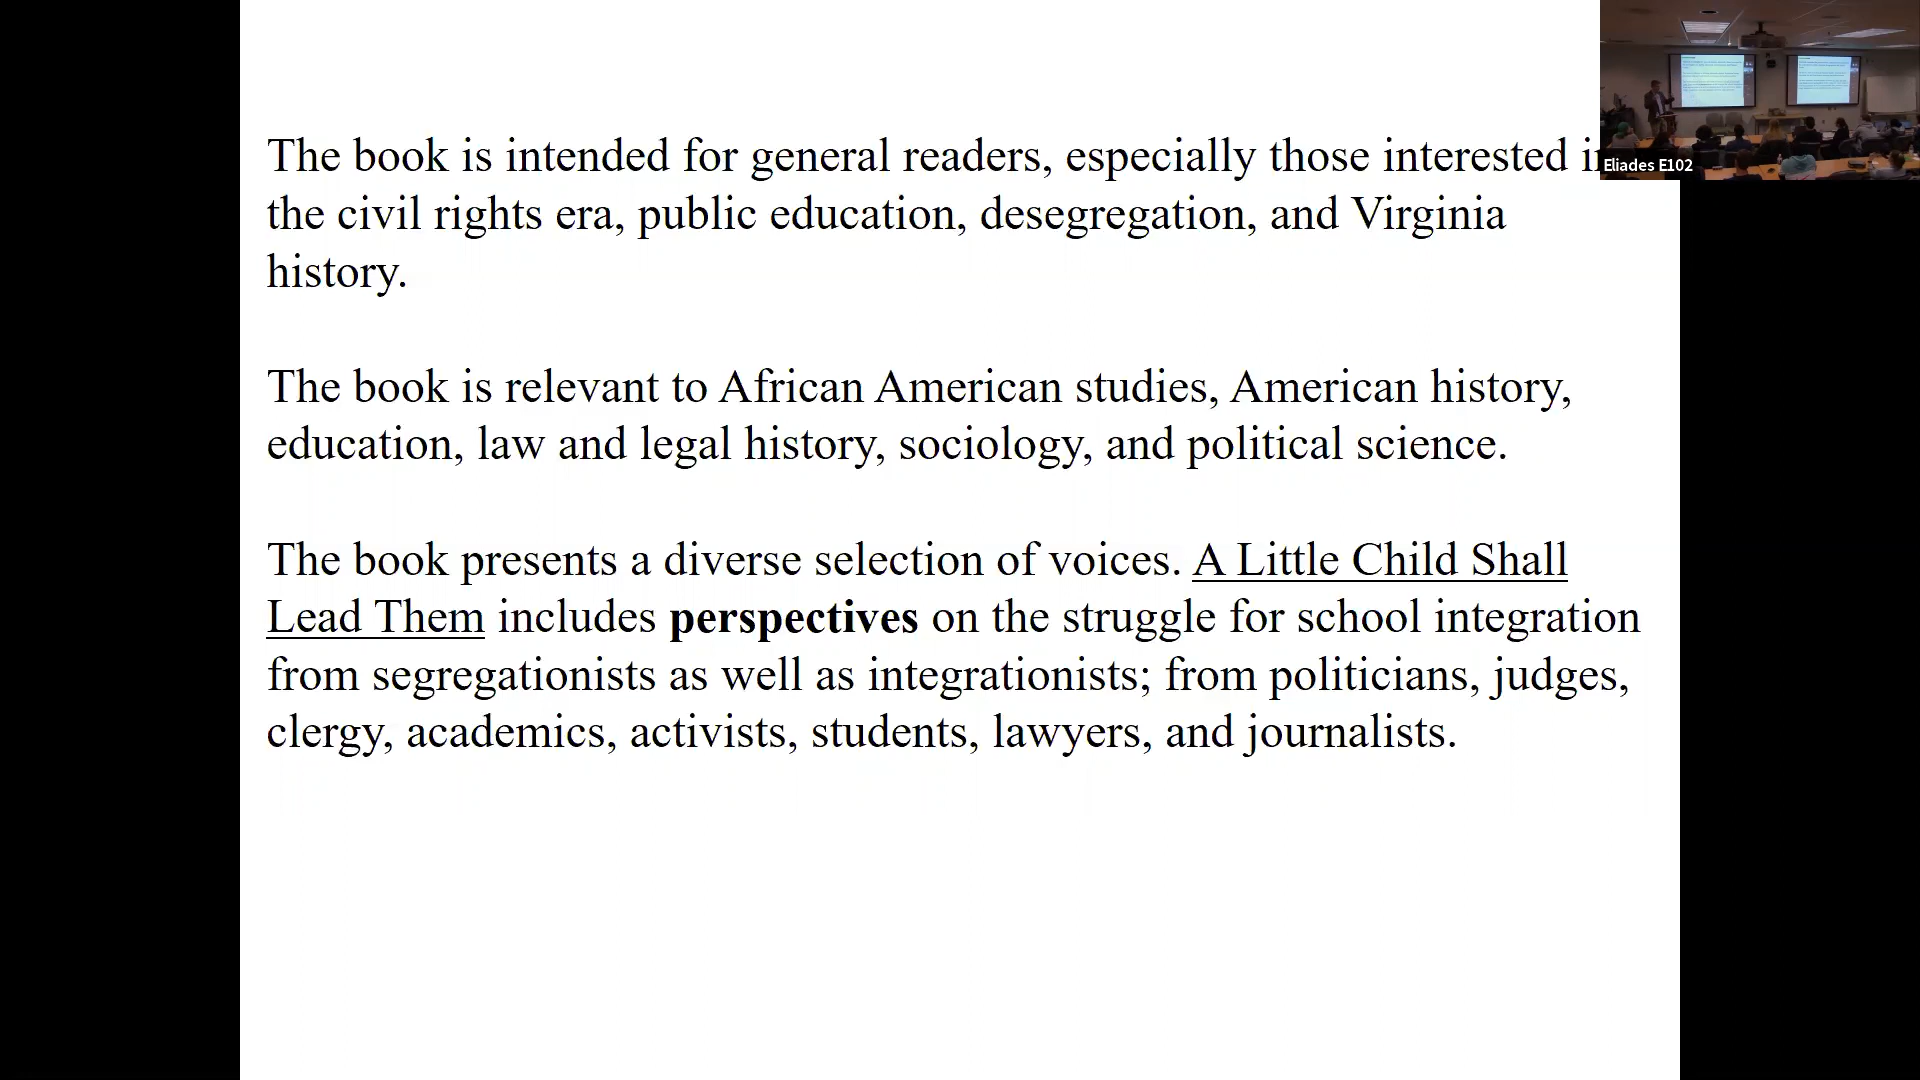 The book is intended for general readers, especially those interested
the civil rights era, public education, desegregation, and Virginia
history.
The book is relevant to African American studies, American history,
education, law and legal history, sociology, and political science.
The book presents a diverse selection of voices. A Little Child Shall
Lead Them includes perspectives on the struggle for school integration
from segregationists as well as integrationists; from politicians, judges,
clergy, academics, activists, students, lawyers, and journalists.
Eliades E102